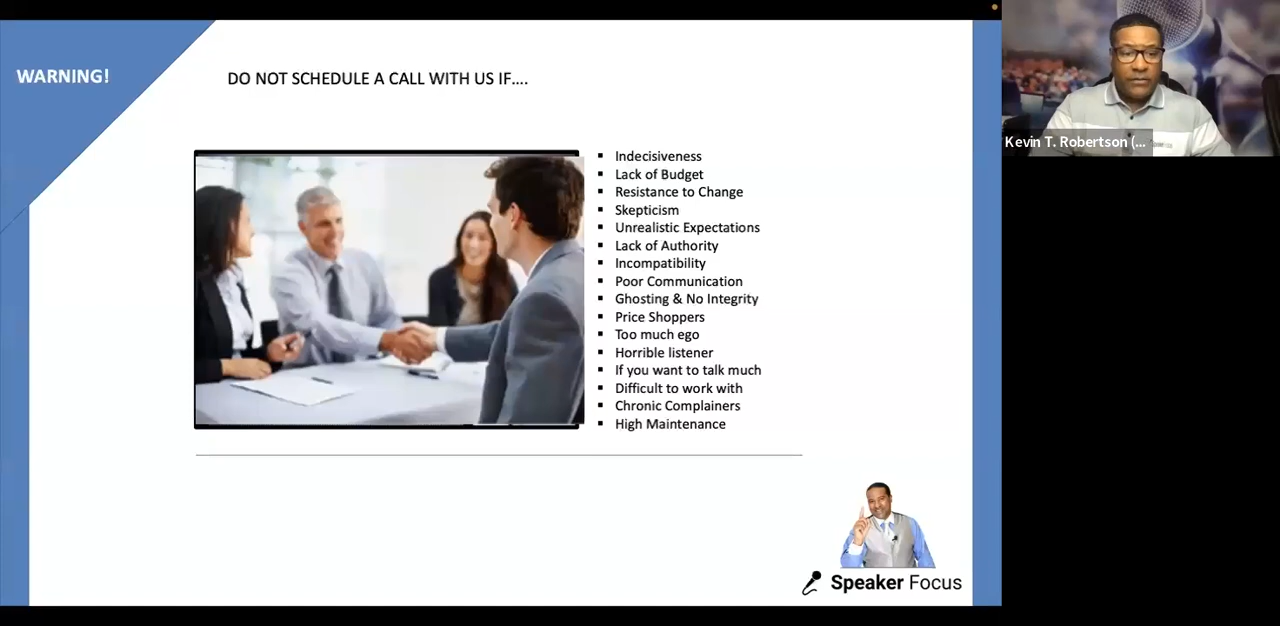 WARNING!
DO NOT SCHEDULE A CALL WITH US IF....
Indecisiveness
Lack of Budget
Resistance to Change
Skepticism
Unrealistic Expectations
Lack of Authority
Incompatibility
Poor Communication
Ghosting & No Integrity
Price Shoppers
Too much ego
Horrible listener
If you want to talk much
Difficult to work with
Chronic Complainers
High Maintenance
Speaker Focus
Kevin T. Robertson (...